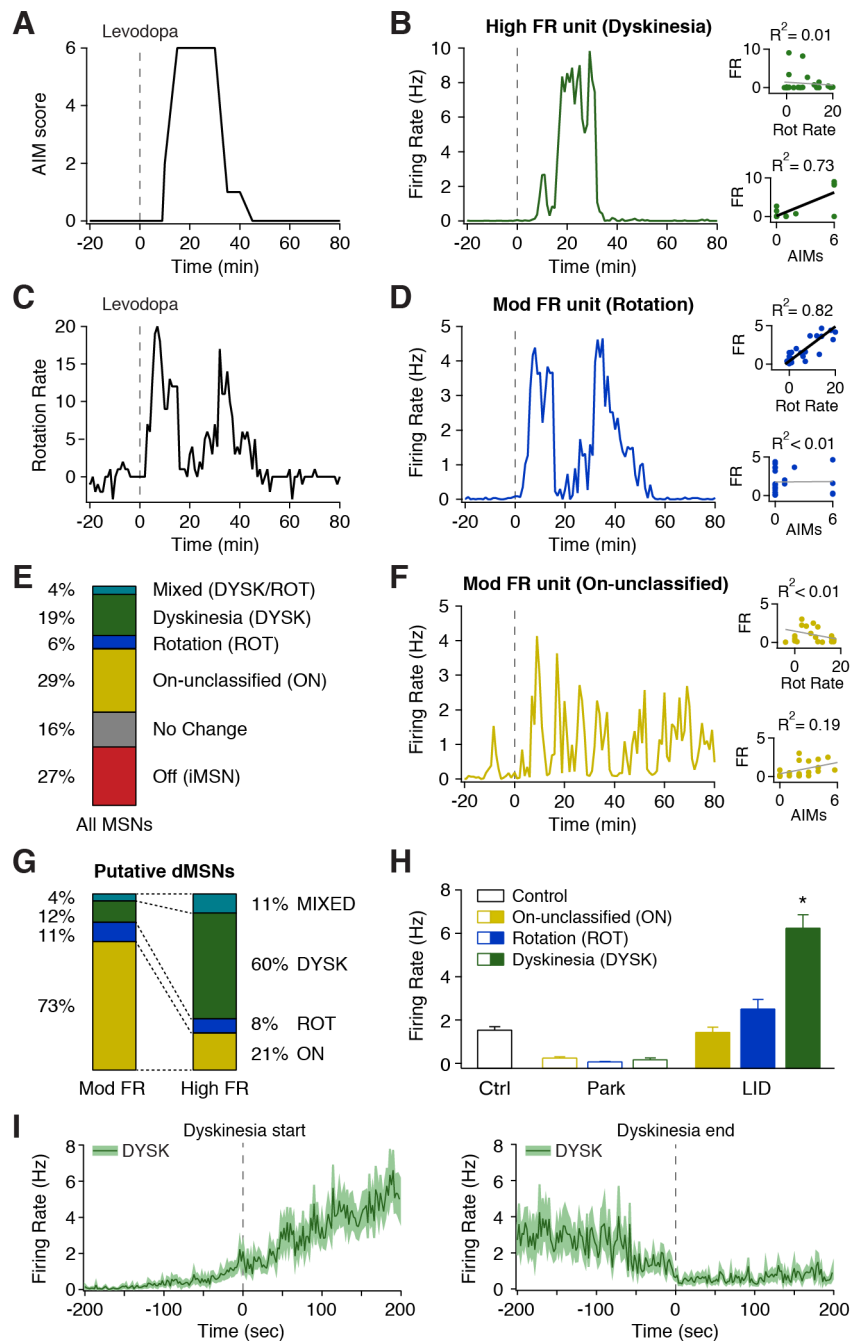 A
Levodopa
AIM score
6
4
2
0
-20 0 20 40 60 80
Time (min)
B
High FR unit (Dyskinesia)
Firing Rate (Hz)
10
8
6
4
2
0
-20 0 20 40 60 80
Time (min)
R2= 0.01
FR
10
0
0 20
Rot Rate
R2= 0.73
FR
10
0
0 6
AIMs
C
Levodopa
Rotation Rate
20
15
10
5
0
-20 0 20 40 60 80
Time (min)
D
Mod FR unit (Rotation)
Firing Rate (Hz)
5
4
3
2
1
0
-20 0 20 40 60 80
Time (min)
R2= 0.82
FR
5
0
0 20
Rot Rate
R2< 0.01
FR
5
0
0 6
AIMs
E
4% Mixed (DYSK/ROT)
19% Dyskinesia (DYSK)
6% Rotation (ROT)
29% On-unclassified (ON)
16% No Change
27% Off (iMSN)
All MSNs
F
Mod FR unit (On-unclassified)
Firing Rate (Hz)
5
4
3
2
1
0
-20 0 20 40 60 80
Time (min)
R2< 0.01
FR
5
0
0 20
Rot Rate
R2= 0.19
FR
5
0
0 6
AIMs
G
Putative dMSNs
4%
12%
11%
73%
11% MIXED
60% DYSK
8% ROT
21% ON
Mod FR High FR
H
Firing Rate (Hz)
8
6
4
2
0
Control
On-unclassified (ON)
Rotation (ROT)
Dyskinesia (DYSK)
*
Ctrl Park LID
I
Dyskinesia start
DYSK
Firing Rate (Hz)
8
6
4
2
0
-200 -100 0 100 200
Time (sec)
Dyskinesia end
DYSK
Firing Rate (Hz)
8
6
4
2
0
-200 -100 0 100 200
Time (sec)